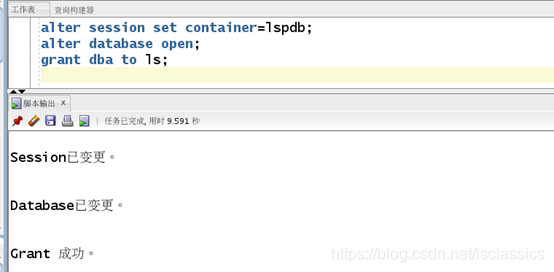 工作表 查询构建器
alter session set container=lspdb;
alter database open;
grant dba to ls;
脚本输出 x
任务已完成, 用时 9.591 秒
Session已变更。
Database已变更。
Grant 成功。
https://blog.csdn.net/lsclassics